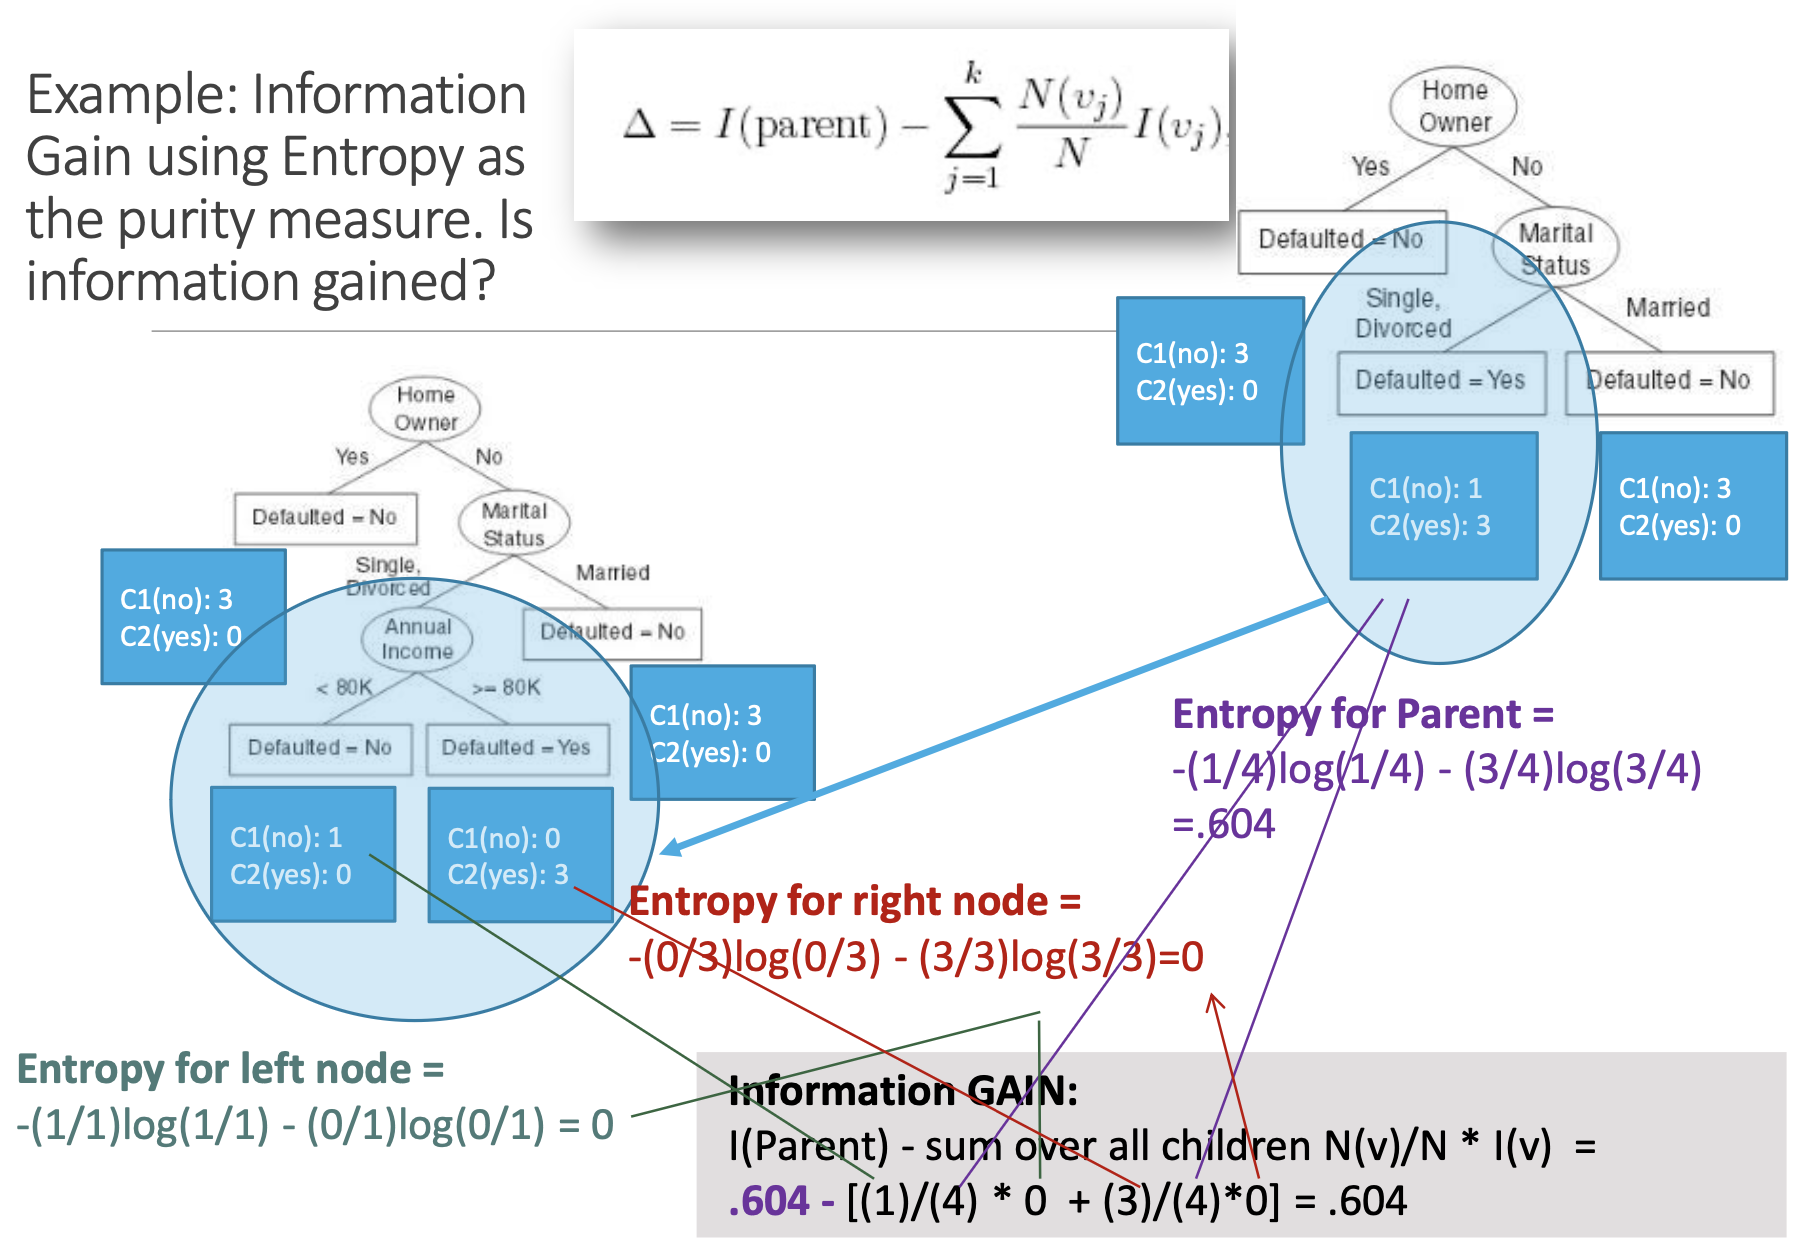 Example: Information
Gain using Entropy as
the purity measure. Is
information gained?
Δ = I(parent) − ∑_{j=1}^{k} N(v_j)/N I(v_j),
Home
Owner
Yes
No
Defaulted = No
Marital
Status
Single,
Divorced
Married
Defaulted = Yes
Defaulted = No
C1(no): 3
C2(yes): 0
C1(no): 1
C2(yes): 3
C1(no): 3
C2(yes): 0
Home
Owner
Yes
No
Defaulted = No
Marital
Status
Single,
Divorced
Married
Annual
Income
Defaulted = No
< 80K
>= 80K
Defaulted = No
Defaulted = Yes
C1(no): 3
C2(yes): 0
C1(no): 3
C2(yes): 0
C1(no): 1
C2(yes): 0
C1(no): 0
C2(yes): 3
Entropy for Parent =
-(1/4)log(1/4) - (3/4)log(3/4)
=.604
Entropy for right node =
-(0/3)log(0/3) - (3/3)log(3/3)=0
Entropy for left node =
-(1/1)log(1/1) - (0/1)log(0/1) = 0
Information GAIN:
I(Parent) - sum over all children N(v)/N * I(v) =
.604 - [(1)/(4) * 0 + (3)/(4)*0] = .604